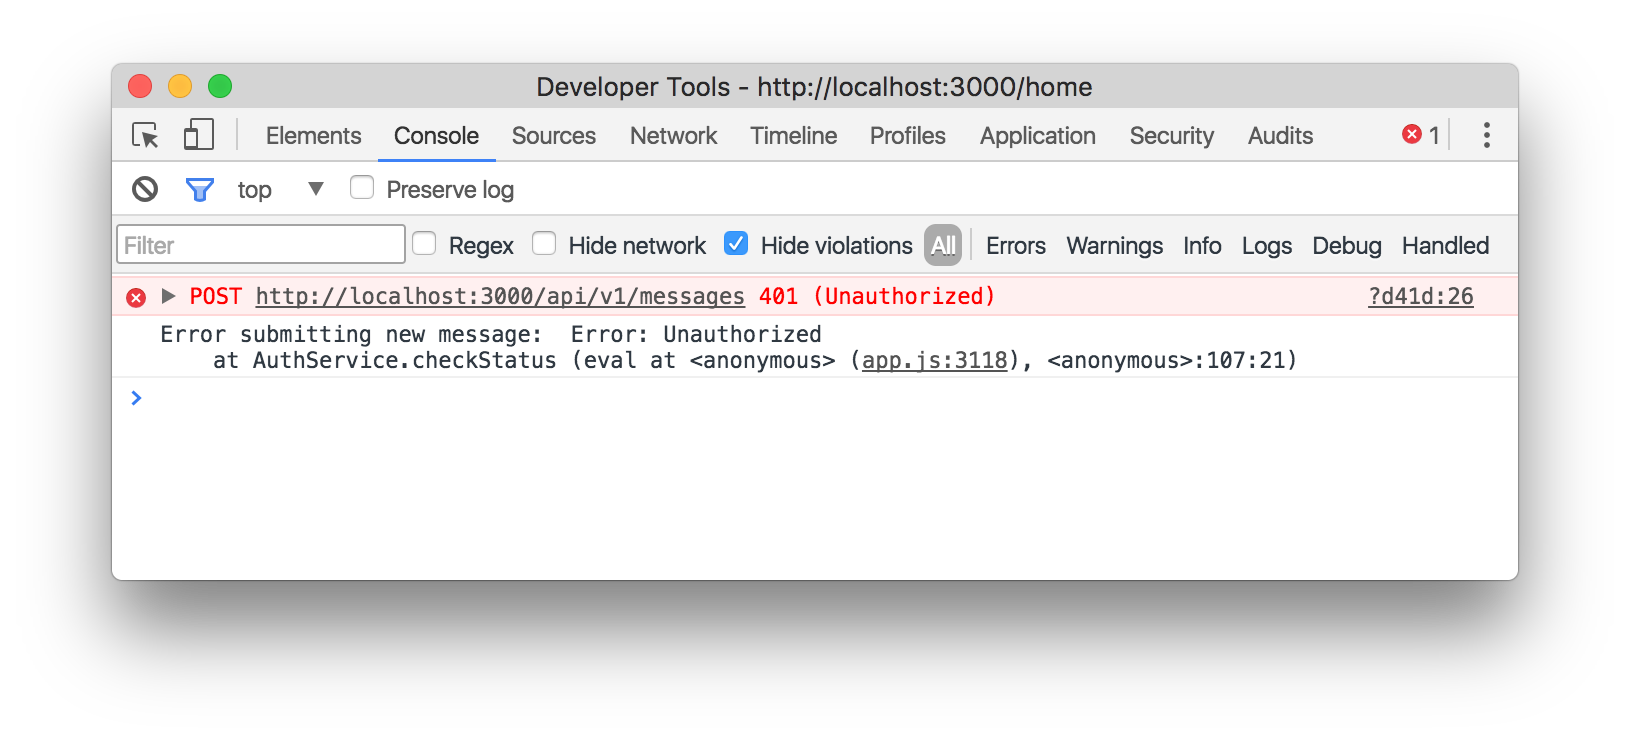 Developer Tools - http://localhost:3000/home
Elements Console Sources Network Timeline Profiles Application Security Audits 1
top Preserve log
Filter Regex Hide network Hide violations All Errors Warnings Info Logs Debug Handled
POST http://localhost:3000/api/v1/messages 401 (Unauthorized) ?d41d:26
Error submitting new message:  Error: Unauthorized
    at AuthService.checkStatus (eval at <anonymous> (app.js:3118), <anonymous>:107:21)